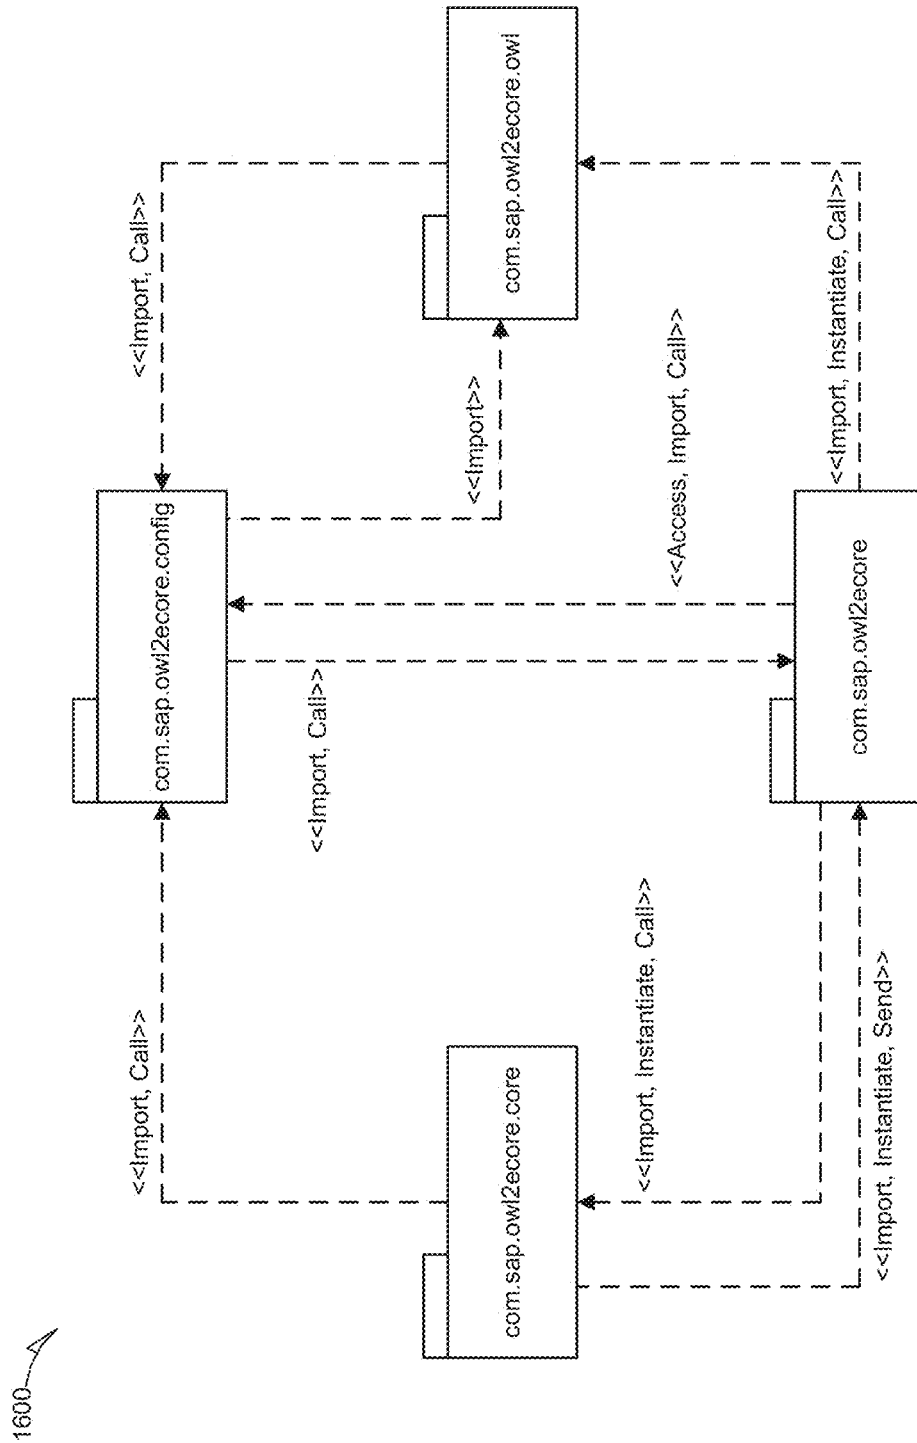 1600
<<Import, Call>>
com.sap.owl2ecore.config
<<Import, Call>>
com.sap.owl2ecore.core
<<Import, Call>>
<<Import>>
com.sap.owl2ecore.owl
<<Import, Instantiate, Call>>
<<Access, Import, Call>>
<<Import, Instantiate, Send>>
com.sap.owl2ecore
<<Import, Instantiate, Call>>